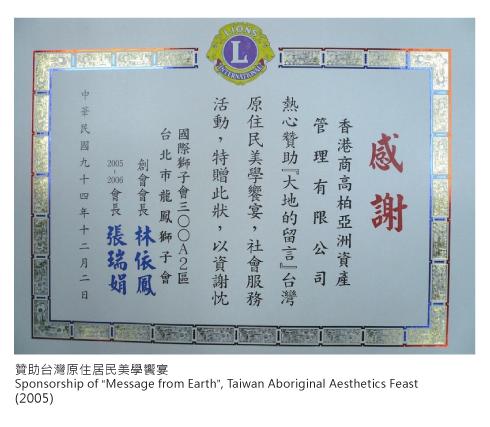 LIONS
L
INTERNATIONAL
感謝
香港商高柏亞洲資產
管理有限公司
熱心贊助『大地的留言』台灣
原住民美學饗宴，社會服務
活動，特贈此狀，以資謝忱
國際獅子會三〇〇A2區
台北市龍鳳獅子會
創會會長 林依鳳
2005-2006 會長 張瑞娟
中華民國九十四年十二月二日
贊助台灣原住居民美學饗宴
Sponsorship of "Message from Earth", Taiwan Aboriginal Aesthetics Feast
(2005)